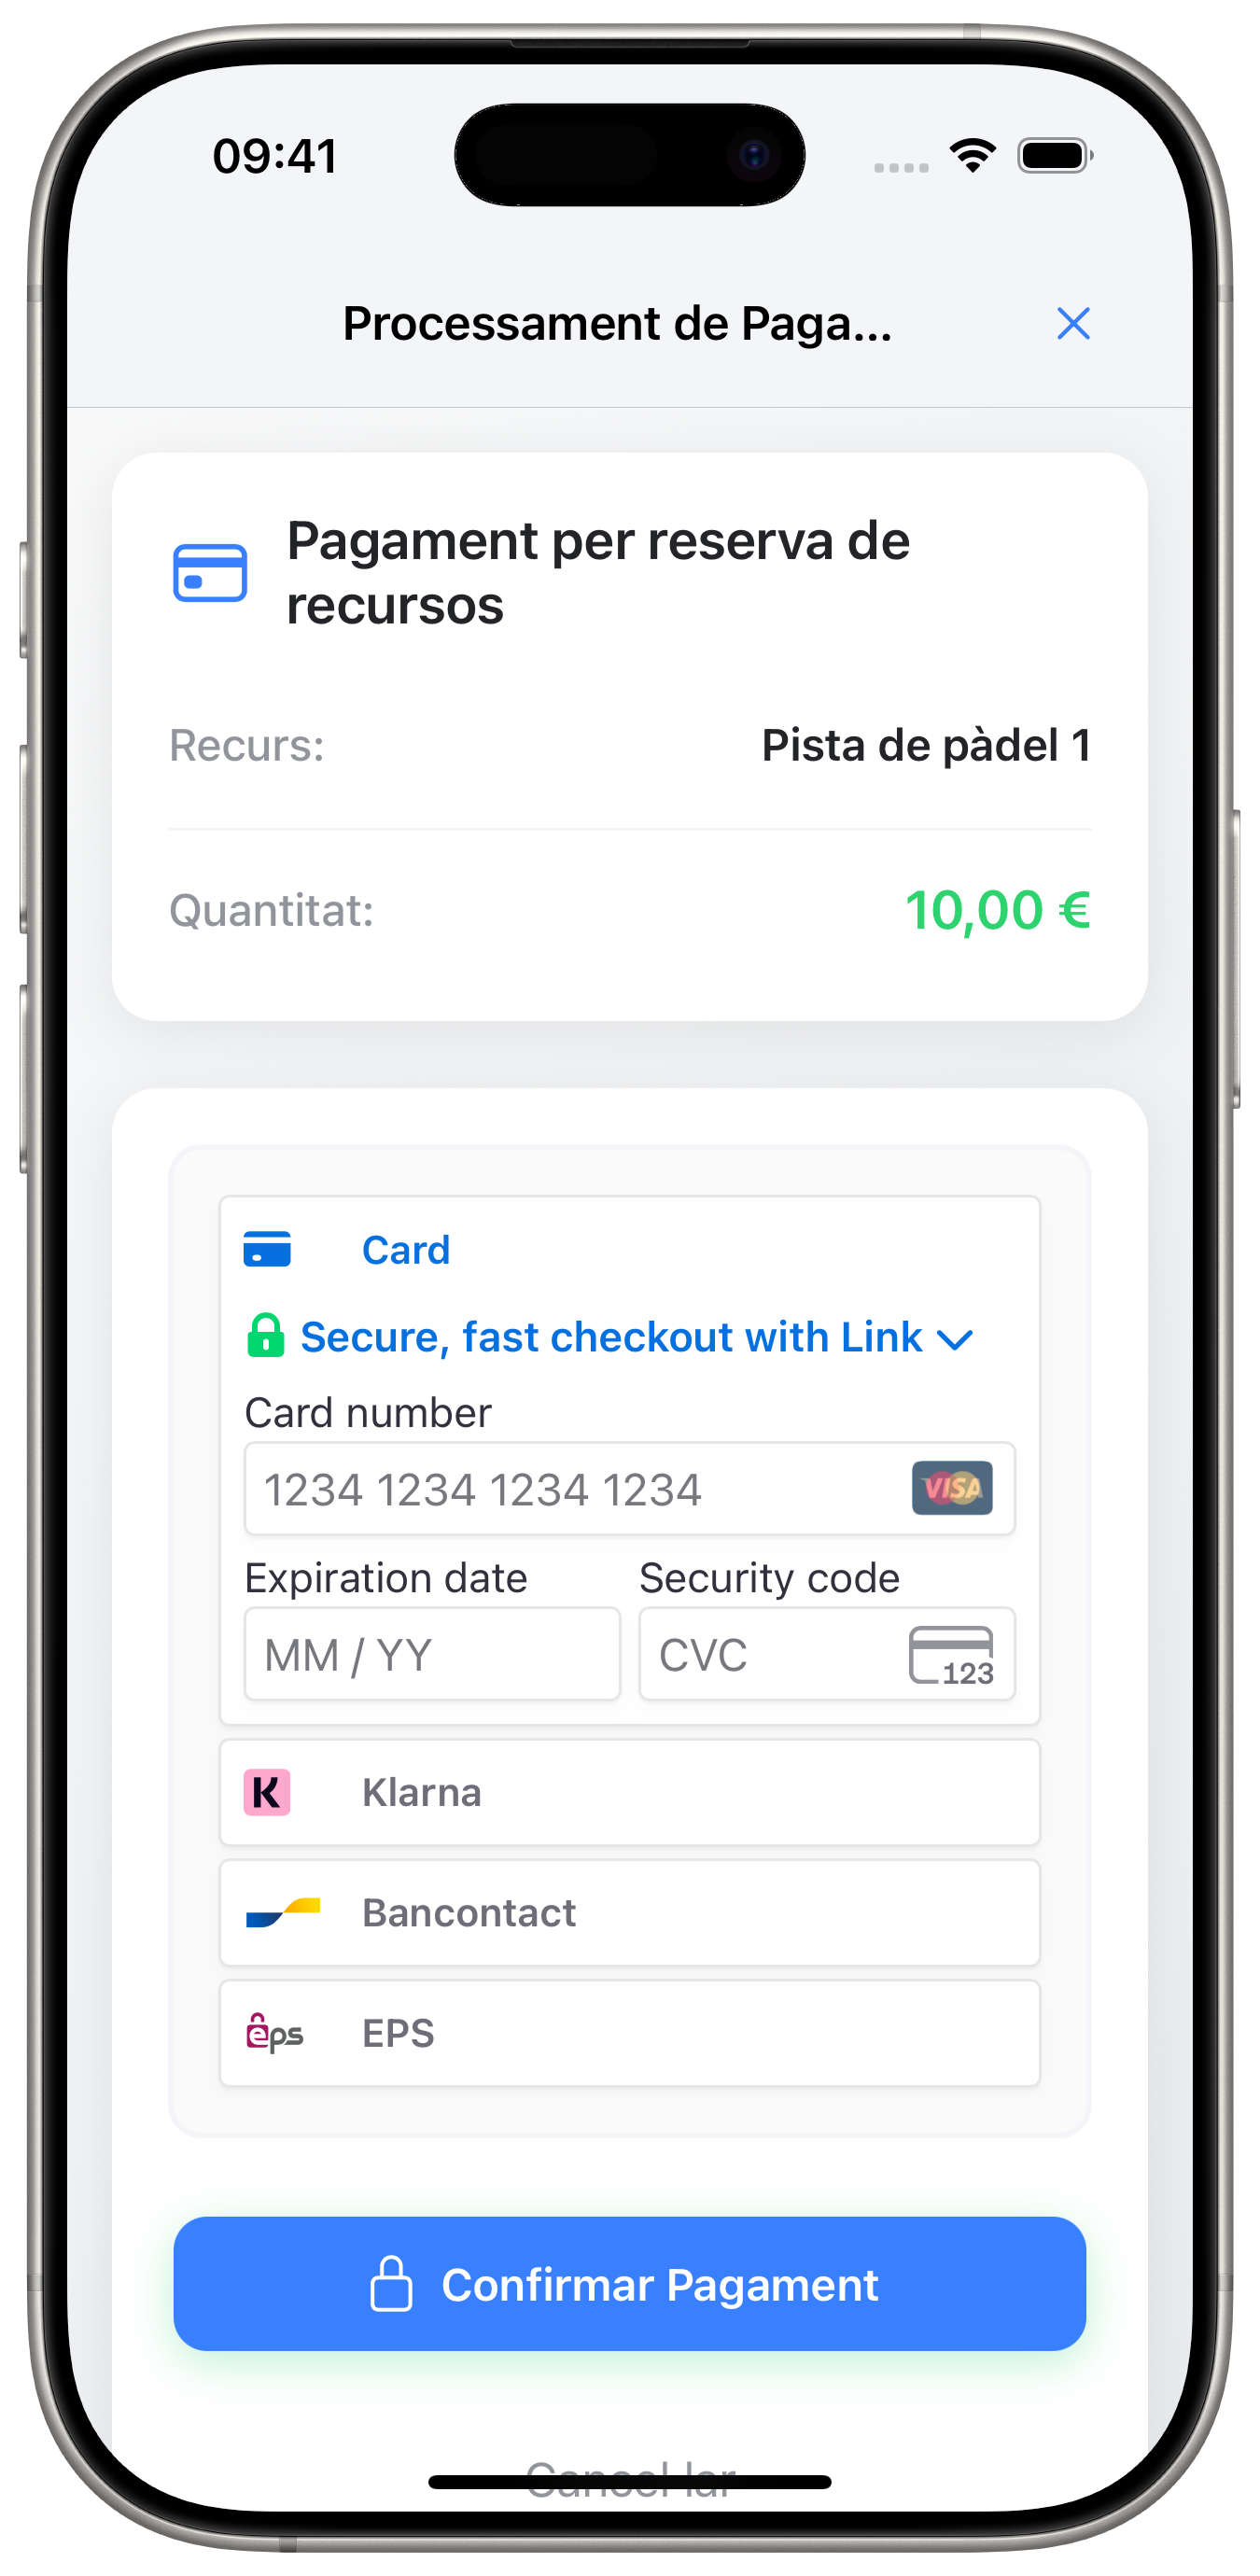 09:41
Processament de Paga...
Pagament per reserva de
recursos
Recurs:
Pista de pàdel 1
Quantitat:
10,00 €
Card
Secure, fast checkout with Link
Card number
1234 1234 1234 1234
VISA
Expiration date
Security code
MM / YY
CVC
123
K
Klarna
Bancontact
eps
EPS
Confirmar Pagament
Cancel·lar